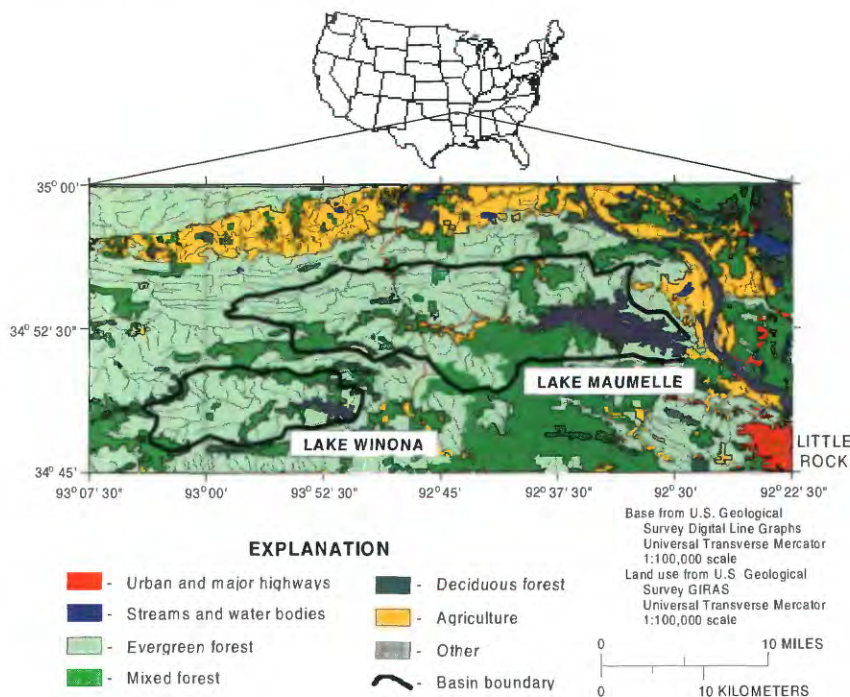 35° 00'
34° 52' 30"
34° 45'
LAKE MAUMELLE
LAKE WINONA
LITTLE
ROCK
93° 07' 30"
93° 00'
92° 52' 30"
92° 45'
92° 37' 30"
92° 30'
92° 22' 30"
EXPLANATION
- Urban and major highways
- Streams and water bodies
- Evergreen forest
- Mixed forest
- Deciduous forest
- Agriculture
- Other
- Basin boundary
Base from U.S. Geological
Survey Digital Line Graphs
Universal Transverse Mercator
1:100,000 scale
Land use from U.S Geological
Survey GIRAS
Universal Transverse Mercator
1:100,000 scale
0 10 MILES
0 10 KILOMETERS